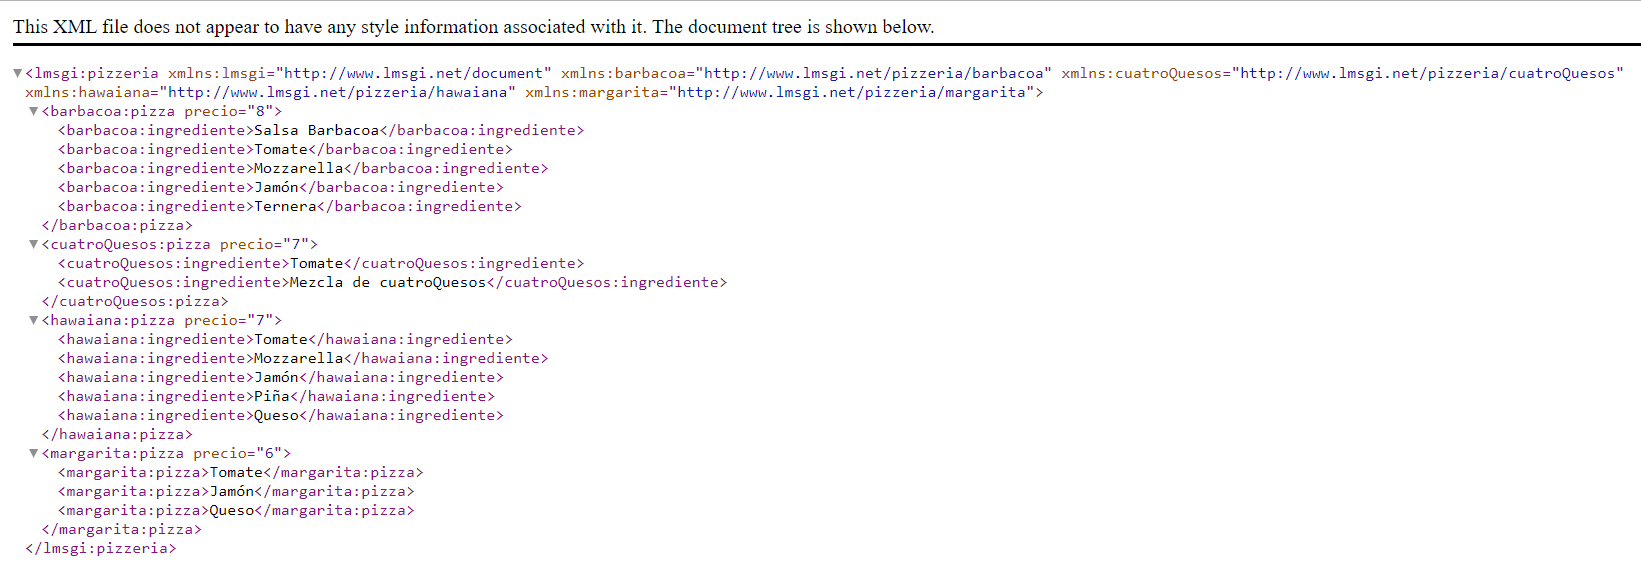 This XML file does not appear to have any style information associated with it. The document tree is shown below.
▼<lmsgi:pizzeria xmlns:lmsgi="http://www.lmsgi.net/document" xmlns:barbacoa="http://www.lmsgi.net/pizzeria/barbacoa" xmlns:cuatroQuesos="http://www.lmsgi.net/pizzeria/cuatroQuesos"
xmlns:hawaiana="http://www.lmsgi.net/pizzeria/hawaiana" xmlns:margarita="http://www.lmsgi.net/pizzeria/margarita">
▼<barbacoa:pizza precio="8">
<barbacoa:ingrediente>Salsa Barbacoa</barbacoa:ingrediente>
<barbacoa:ingrediente>Tomate</barbacoa:ingrediente>
<barbacoa:ingrediente>Mozzarella</barbacoa:ingrediente>
<barbacoa:ingrediente>Jamón</barbacoa:ingrediente>
<barbacoa:ingrediente>Ternera</barbacoa:ingrediente>
</barbacoa:pizza>
▼<cuatroQuesos:pizza precio="7">
<cuatroQuesos:ingrediente>Tomate</cuatroQuesos:ingrediente>
<cuatroQuesos:ingrediente>Mezcla de cuatroQuesos</cuatroQuesos:ingrediente>
</cuatroQuesos:pizza>
▼<hawaiana:pizza precio="7">
<hawaiana:ingrediente>Tomate</hawaiana:ingrediente>
<hawaiana:ingrediente>Mozzarella</hawaiana:ingrediente>
<hawaiana:ingrediente>Jamón</hawaiana:ingrediente>
<hawaiana:ingrediente>Piña</hawaiana:ingrediente>
<hawaiana:ingrediente>Queso</hawaiana:ingrediente>
</hawaiana:pizza>
▼<margarita:pizza precio="6">
<margarita:pizza>Tomate</margarita:pizza>
<margarita:pizza>Jamón</margarita:pizza>
<margarita:pizza>Queso</margarita:pizza>
</margarita:pizza>
</lmsgi:pizzeria>